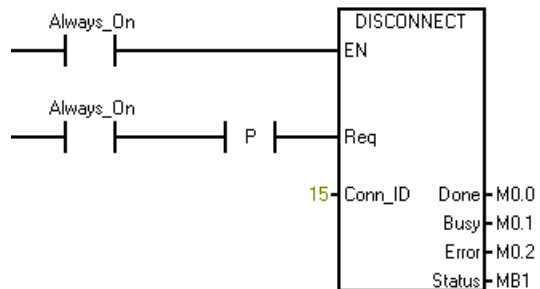 Always_On DISCONNECT
EN
Always_On
P Req
15 Conn_ID Done M0.0
Busy M0.1
Error M0.2
Status MB1